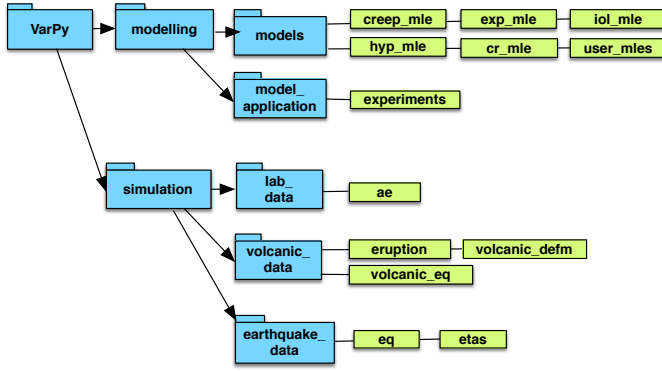 VarPy
modelling
models
creep_mle
exp_mle
iol_mle
hyp_mle
cr_mle
user_mles
model_
application
experiments
simulation
lab_
data
ae
volcanic_
data
eruption
volcanic_defm
volcanic_eq
earthquake_
data
eq
etas